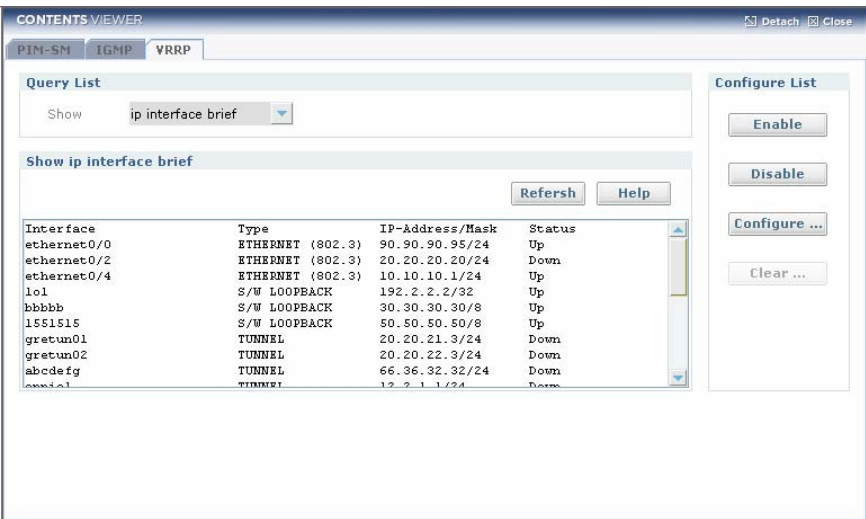 CONTENTS VIEWER
Detach Close
PIM-SM IGMP VRRP
Query List
Show ip interface brief
Show ip interface brief
Refersh Help
Interface Type IP-Address/Mask Status
ethernet0/0 ETHERNET (802.3) 90.90.90.95/24 Up
ethernet0/2 ETHERNET (802.3) 20.20.20.20/24 Down
ethernet0/4 ETHERNET (802.3) 10.10.10.1/24 Up
lo1 S/W LOOPBACK 192.2.2.2/32 Up
bbbbb S/W LOOPBACK 30.30.30.30/8 Up
1551515 S/W LOOPBACK 50.50.50.50/8 Up
gretun01 TUNNEL 20.20.21.3/24 Down
gretun02 TUNNEL 20.20.22.3/24 Down
abcdefg TUNNEL 66.36.32.32/24 Down
TUNNEL Down
Configure List
Enable
Disable
Configure ...
Clear ...